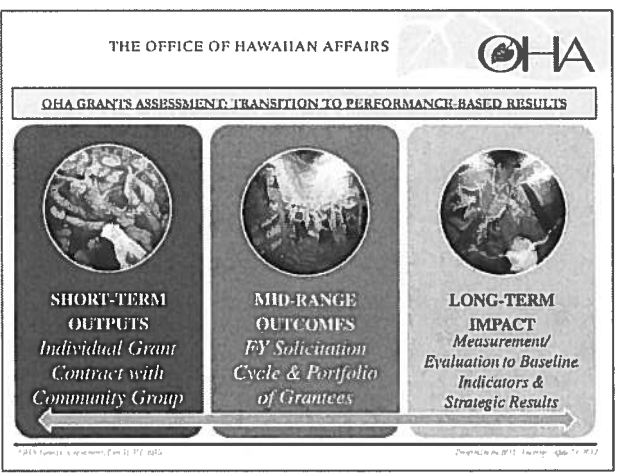 THE OFFICE OF HAWAIIAN AFFAIRS
OHA
OHA GRANTS ASSESSMENT: TRANSITION TO PERFORMANCE-BASED RESULTS
SHORT-TERM
OUTPUTS
Individual Grant
Contract with
Community Group
MID-RANGE
OUTCOMES
FY Solicitation
Cycle & Portfolio
of Grantees
LONG-TERM
IMPACT
Measurement/
Evaluation to Baseline
Indicators &
Strategic Results